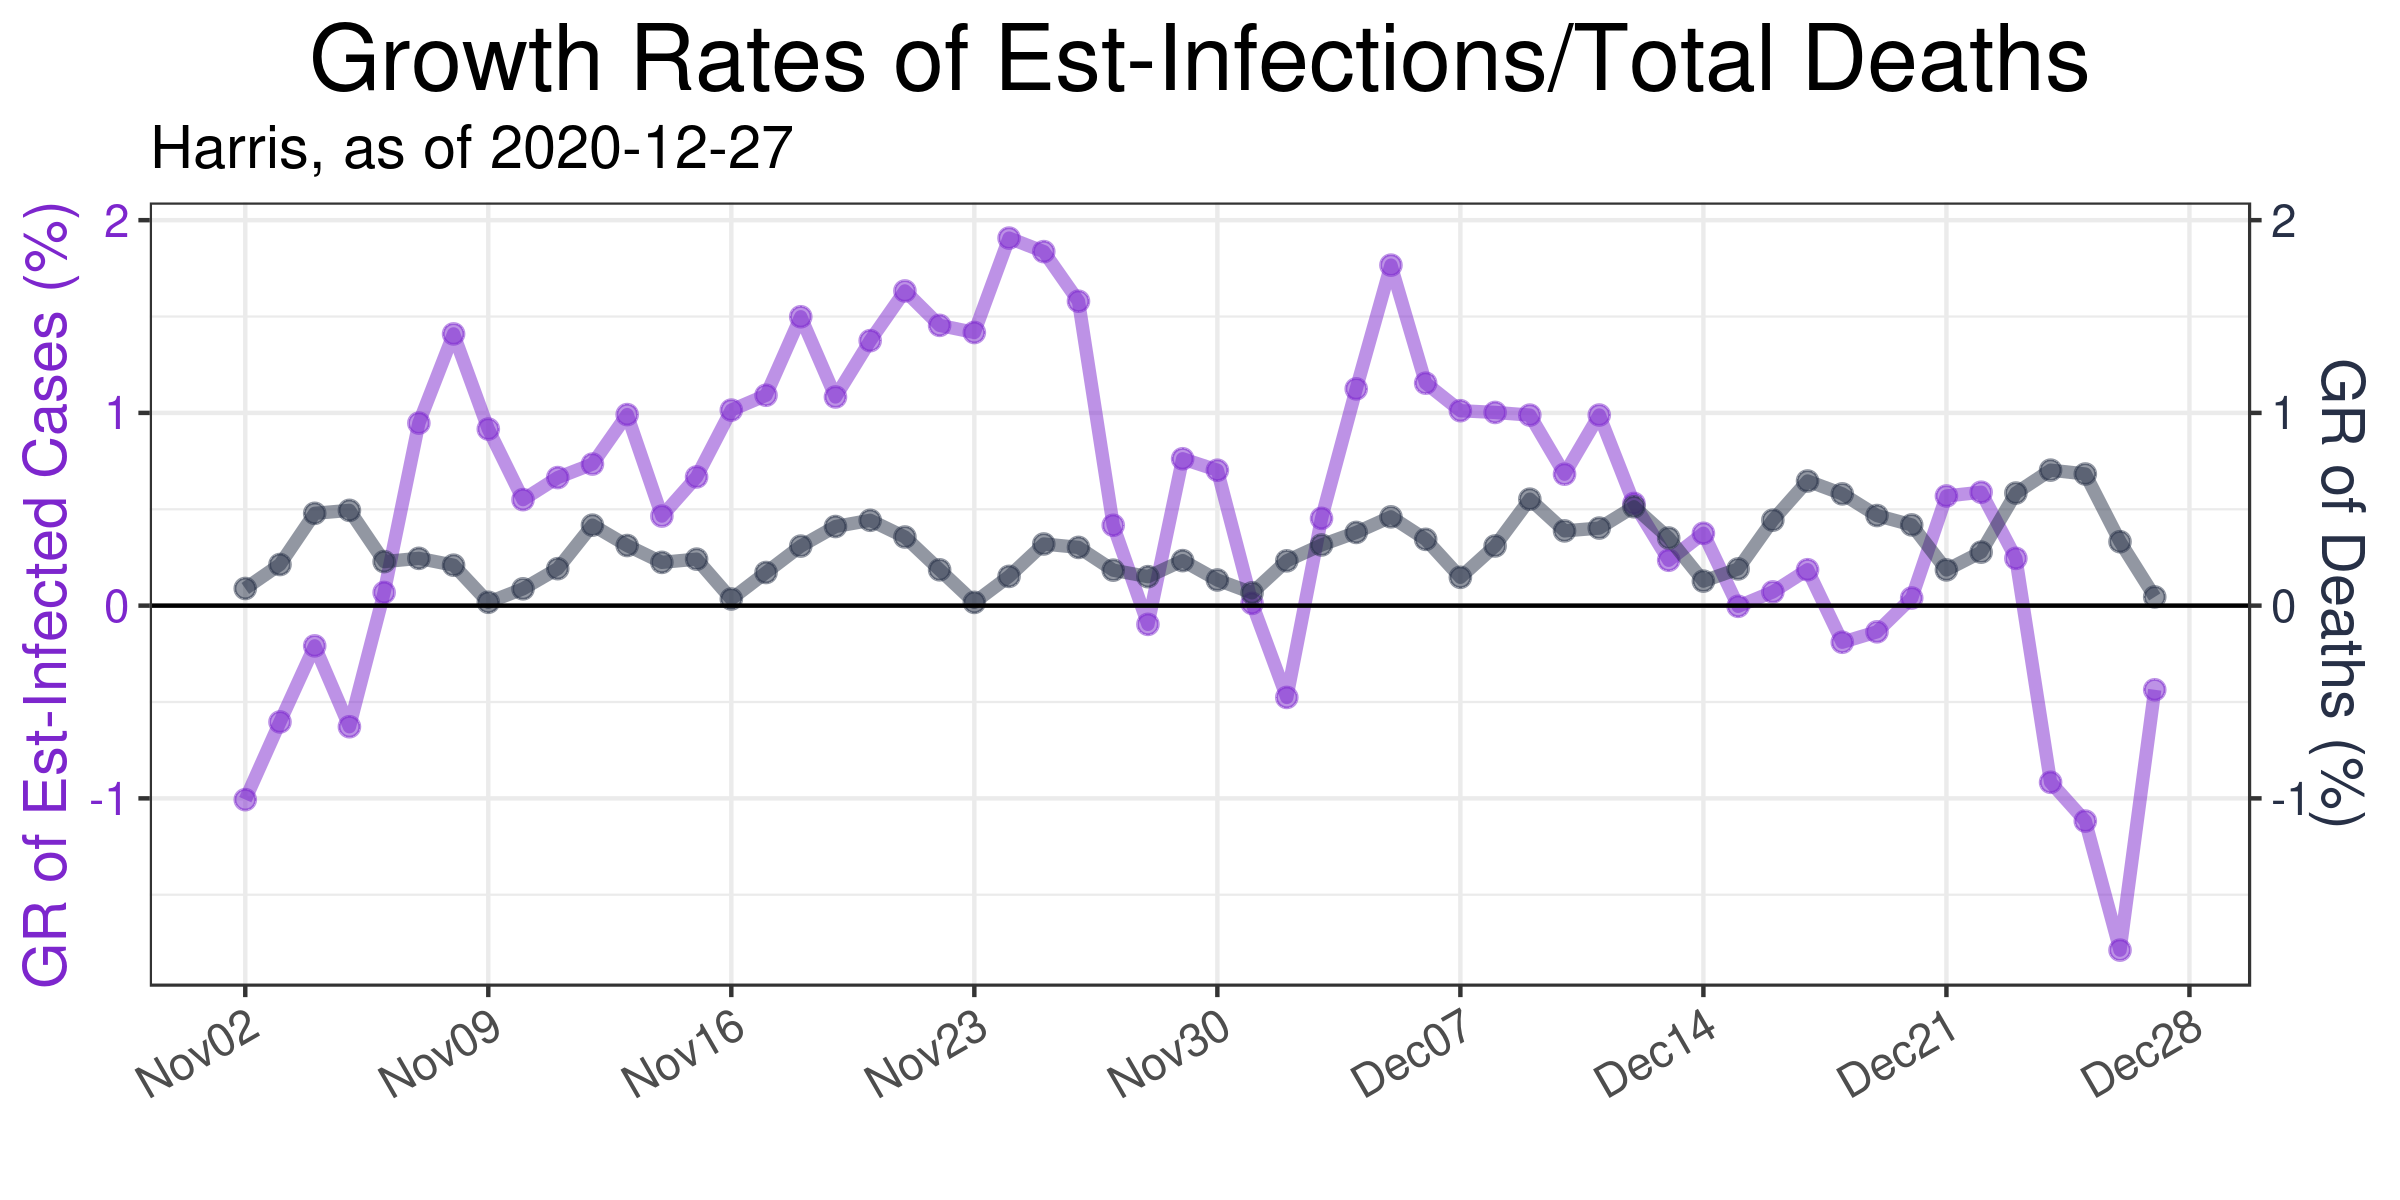 Growth Rates of Est-Infections/Total Deaths
Harris, as of 2020-12-27
GR of Est-Infected Cases (%)
2
1
0
-1
2
1
0
-1
GR of Deaths (%)
Nov02
Nov09
Nov16
Nov23
Nov30
Dec07
Dec14
Dec21
Dec28